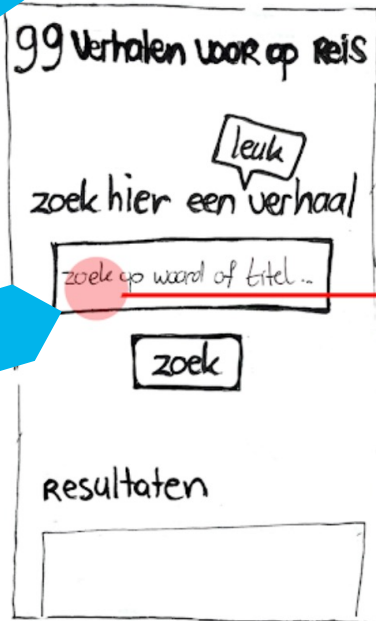 99 Verhalen voor op Reis
leuk
zoek hier een verhaal
zoek op woord of titel...
zoek
Resultaten